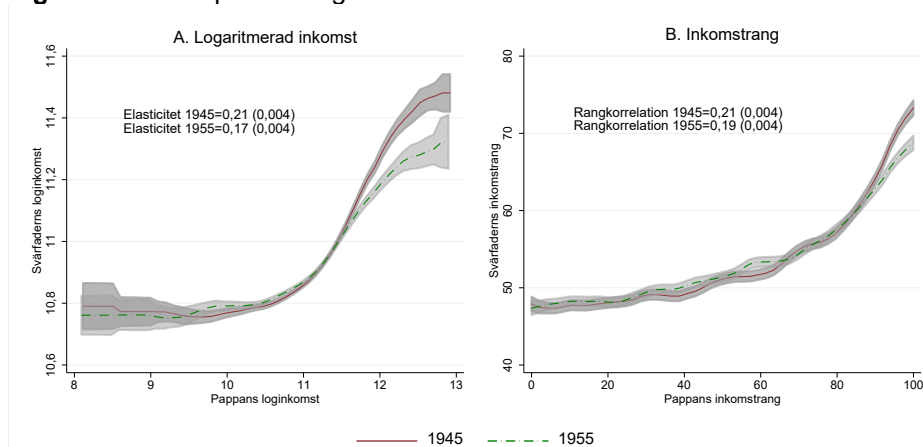 A. Logaritmerad inkomst
11,6
11,4
11,2
11
10,8
10,6
Svärfaderns loginkomst
Elasticitet 1945=0,21 (0,004)
Elasticitet 1955=0,17 (0,004)
8 9 10 11 12 13
Pappans loginkomst
B. Inkomstrang
80
70
60
50
40
Svärfaderns inkomstrang
Rangkorrelation 1945=0,21 (0,004)
Rangkorrelation 1955=0,19 (0,004)
0 20 40 60 80 100
Pappans inkomstrang
1945 1955